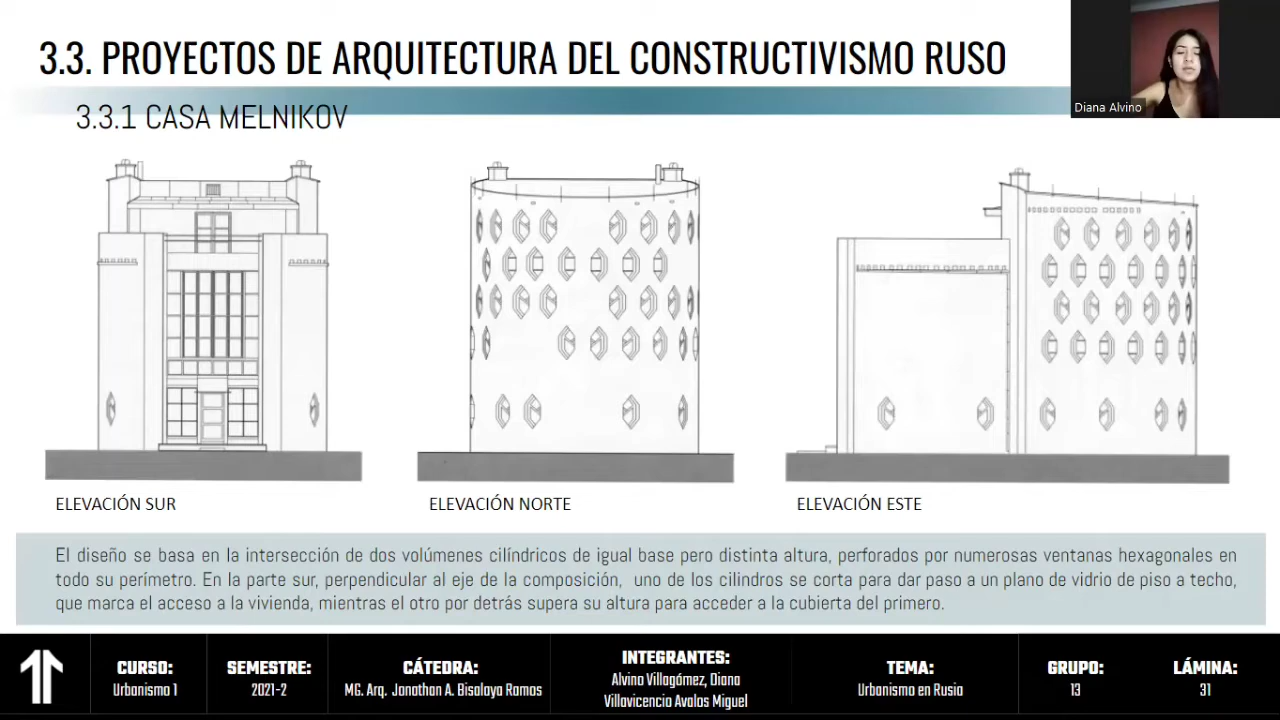 3.3. PROYECTOS DE ARQUITECTURA DEL CONSTRUCTIVISMO RUSO
Diana Alvino
3.3.1 CASA MELNIKOV
ELEVACIÓN SUR
ELEVACIÓN NORTE
ELEVACIÓN ESTE
El diseño se basa en la intersección de dos volúmenes cilíndricos de igual base pero distinta altura, perforados por numerosas ventanas hexagonales en
todo su perímetro. En la parte sur, perpendicular al eje de la composición, uno de los cilindros se corta para dar paso a un plano de vidrio de piso a techo,
que marca el acceso a la vivienda, mientras el otro por detrás supera su altura para acceder a la cubierta del primero.
CURSO:
Urbanismo 1
SEMESTRE:
2021-2
CÁTEDRA:
MG. Arq. Jonathan A. Bisalaya Ramos
INTEGRANTES:
Alvino Villagómez, Diana
Villavicencio Avalos Miguel
TEMA:
Urbanismo en Rusia
GRUPO:
13
LÁMINA:
31